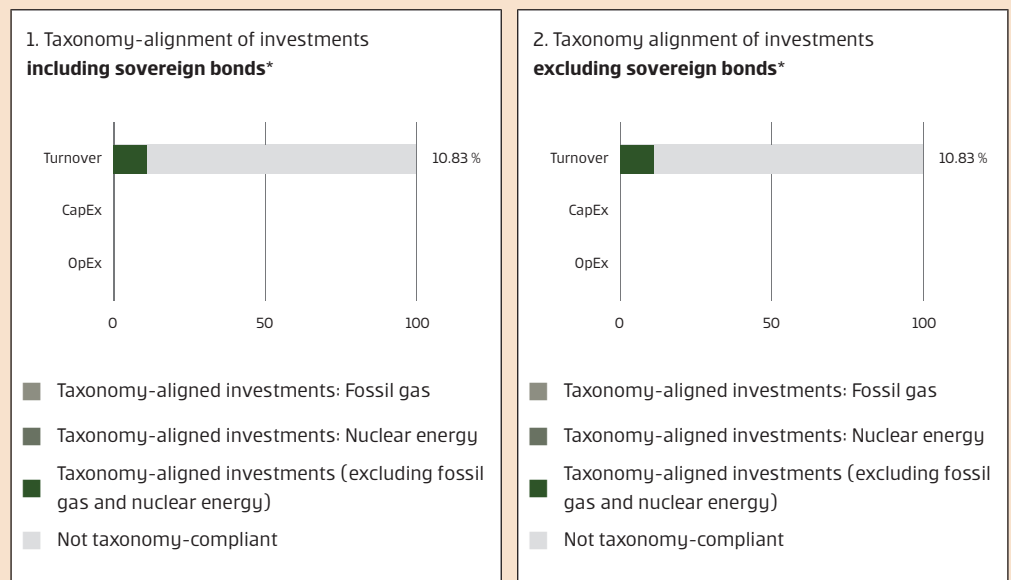 1. Taxonomy-alignment of investments
including sovereign bonds*
Turnover
10.83 %
CapEx
OpEx
0
50
100
Taxonomy-aligned investments: Fossil gas
Taxonomy-aligned investments: Nuclear energy
Taxonomy-aligned investments (excluding fossil
gas and nuclear energy)
Not taxonomy-compliant
2. Taxonomy alignment of investments
excluding sovereign bonds*
Turnover
10.83 %
CapEx
OpEx
0
50
100
Taxonomy-aligned investments: Fossil gas
Taxonomy-aligned investments: Nuclear energy
Taxonomy-aligned investments (excluding fossil
gas and nuclear energy)
Not taxonomy-compliant